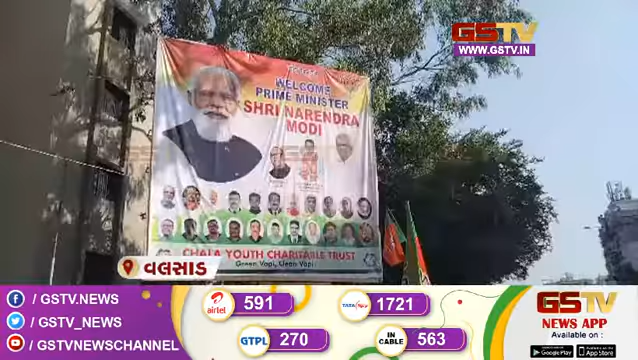 GSTV
WWW.GSTV.IN
WELCOME
PRIME MINISTER
SHRI NARENDRA
MODI
CHALA YOUTH CHARITABLE TRUST
Green Vapi, Clean Vapi
વલસાડ
/ GSTV.NEWS
/ GSTV_NEWS
/ GSTVNEWSCHANNEL
airtel 591
TATA Play 1721
GTPL 270
IN CABLE 563
GSTV
NEWS APP
Available on :
Google Play
App Store